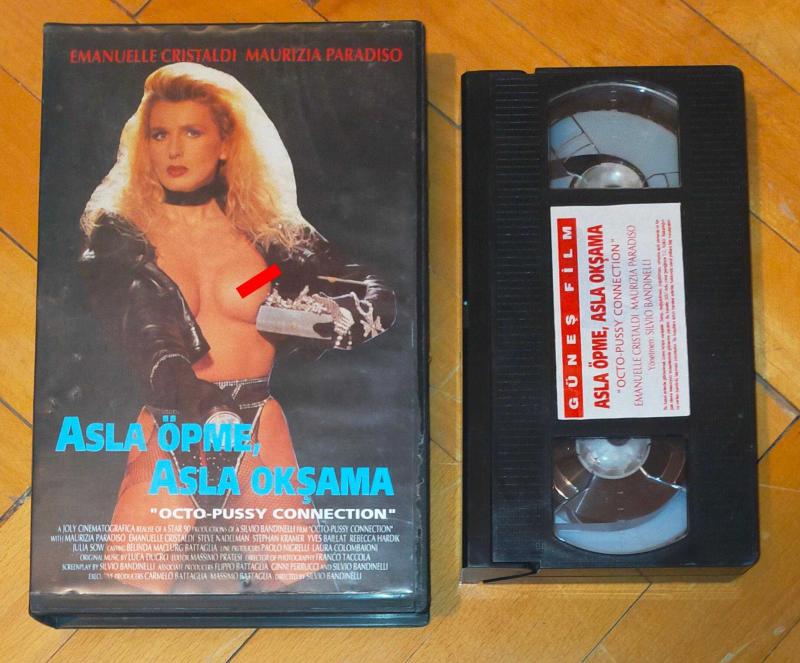 EMANUELLE CRISTALDI MAURIZIA PARADISO
ASLA ÖPME,
ASLA OKŞAMA
"OCTO-PUSSY CONNECTION"
A JOLY CINEMATOGRAFICA REALISE OF A STAR 90 PRODUCTIONS OF A SILVIO BANDINELLI FILM "OCTO-PUSSY CONNECTION"
WITH MAURIZIA PARADISO, EMANUELLE CRISTALDI STEVE NADELMAN STEPHAN KRAMER YVES BAILLAT REBECCA HARDIK
JULIA SOW CASTING BELINDA MACLURG BATTAGLIA LINE PRODUCERS PAOLO NIGRELLI LAURA COLOMBAIONI
ORIGINAL MUSIC BY LUCA DUCRO EDITOR MASSIMO PRATESI DIRECTOR OF PHOTOGRAPHY FRANCO TACCOLA
SCREENPLAY BY SILVIO BANDINELLI ASSOCIATE PRODUCERS FILIPPO BATTAGLIA GINNI PERRUCCI AND SILVIO BANDINELLI
EXECUTIVE PRODUCERS CARMELO BATTAGLIA MASSIMO BATTAGLIA DIRECTED BY SILVIO BANDINELLI
GÜNEŞ FİLM
ASLA ÖPME, ASLA OKŞAMA
"OCTO-PUSSY CONNECTION"
EMANUELLE CRISTALDI MAURIZIA PARADISO
Yönetmen: SILVIO BANDINELLI